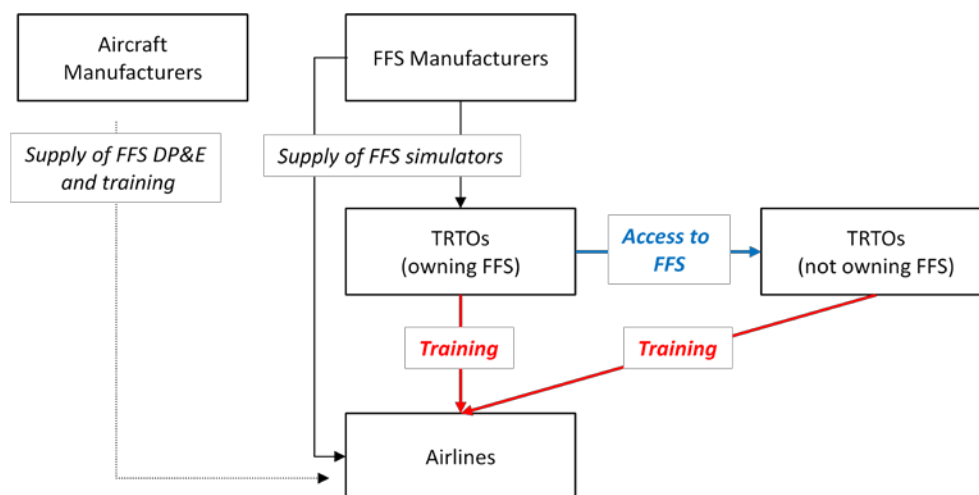 Aircraft
Manufacturers
FFS Manufacturers
Supply of FFS DP&E
and training
Supply of FFS simulators
TRTOs
(owning FFS)
Access to
FFS
TRTOs
(not owning FFS)
Training
Training
Airlines